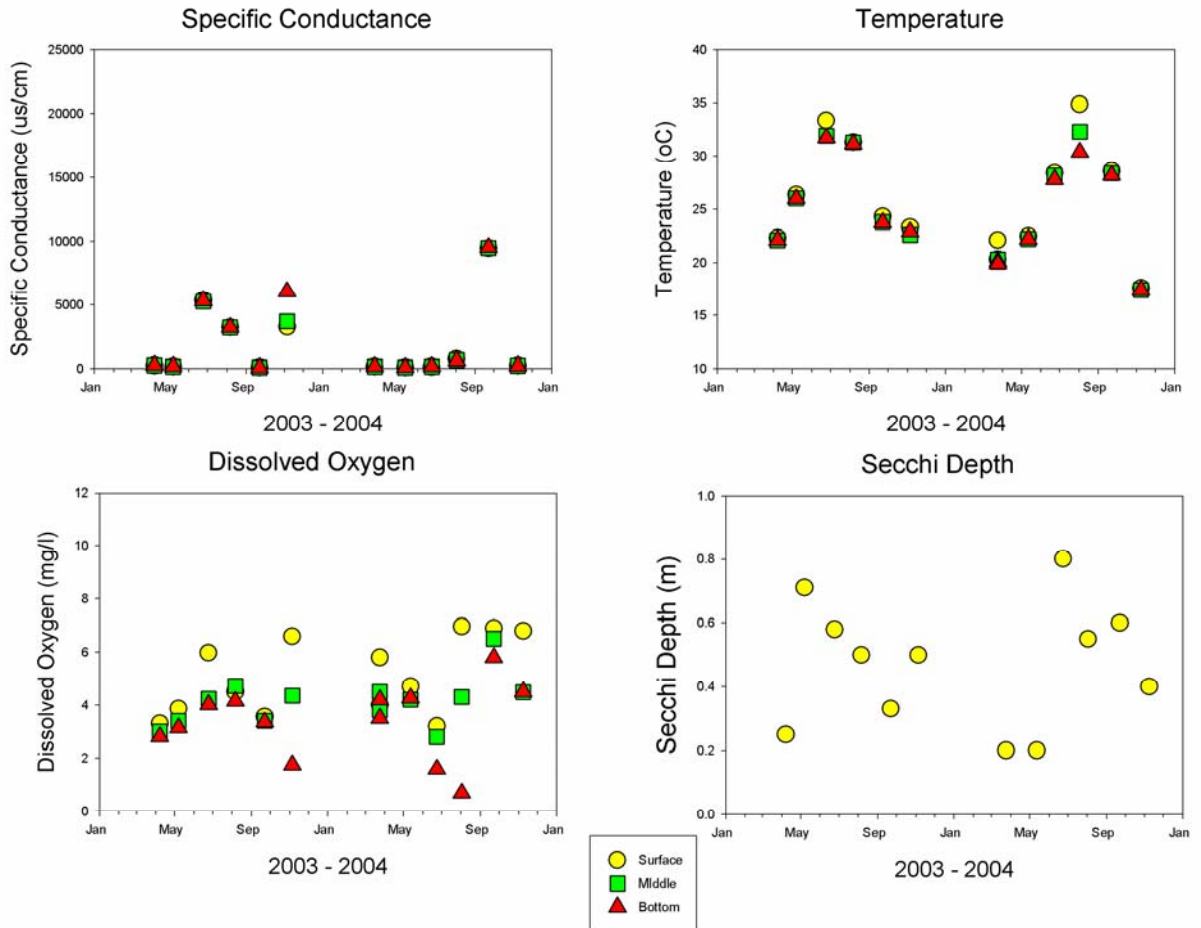 Specific Conductance
Specific Conductance (us/cm)
25000
20000
15000
10000
5000
0
Jan May Sep Jan May Sep Jan
2003 - 2004
Temperature
Temperature (oC)
40
35
30
25
20
15
10
Jan May Sep Jan May Sep Jan
2003 - 2004
Dissolved Oxygen
Dissolved Oxygen (mg/l)
12
10
8
6
4
2
0
Jan May Sep Jan May Sep Jan
2003 - 2004
Secchi Depth
Secchi Depth (m)
1.0
0.8
0.6
0.4
0.2
0.0
Jan May Sep Jan May Sep Jan
2003 - 2004
Surface
MIddle
Bottom